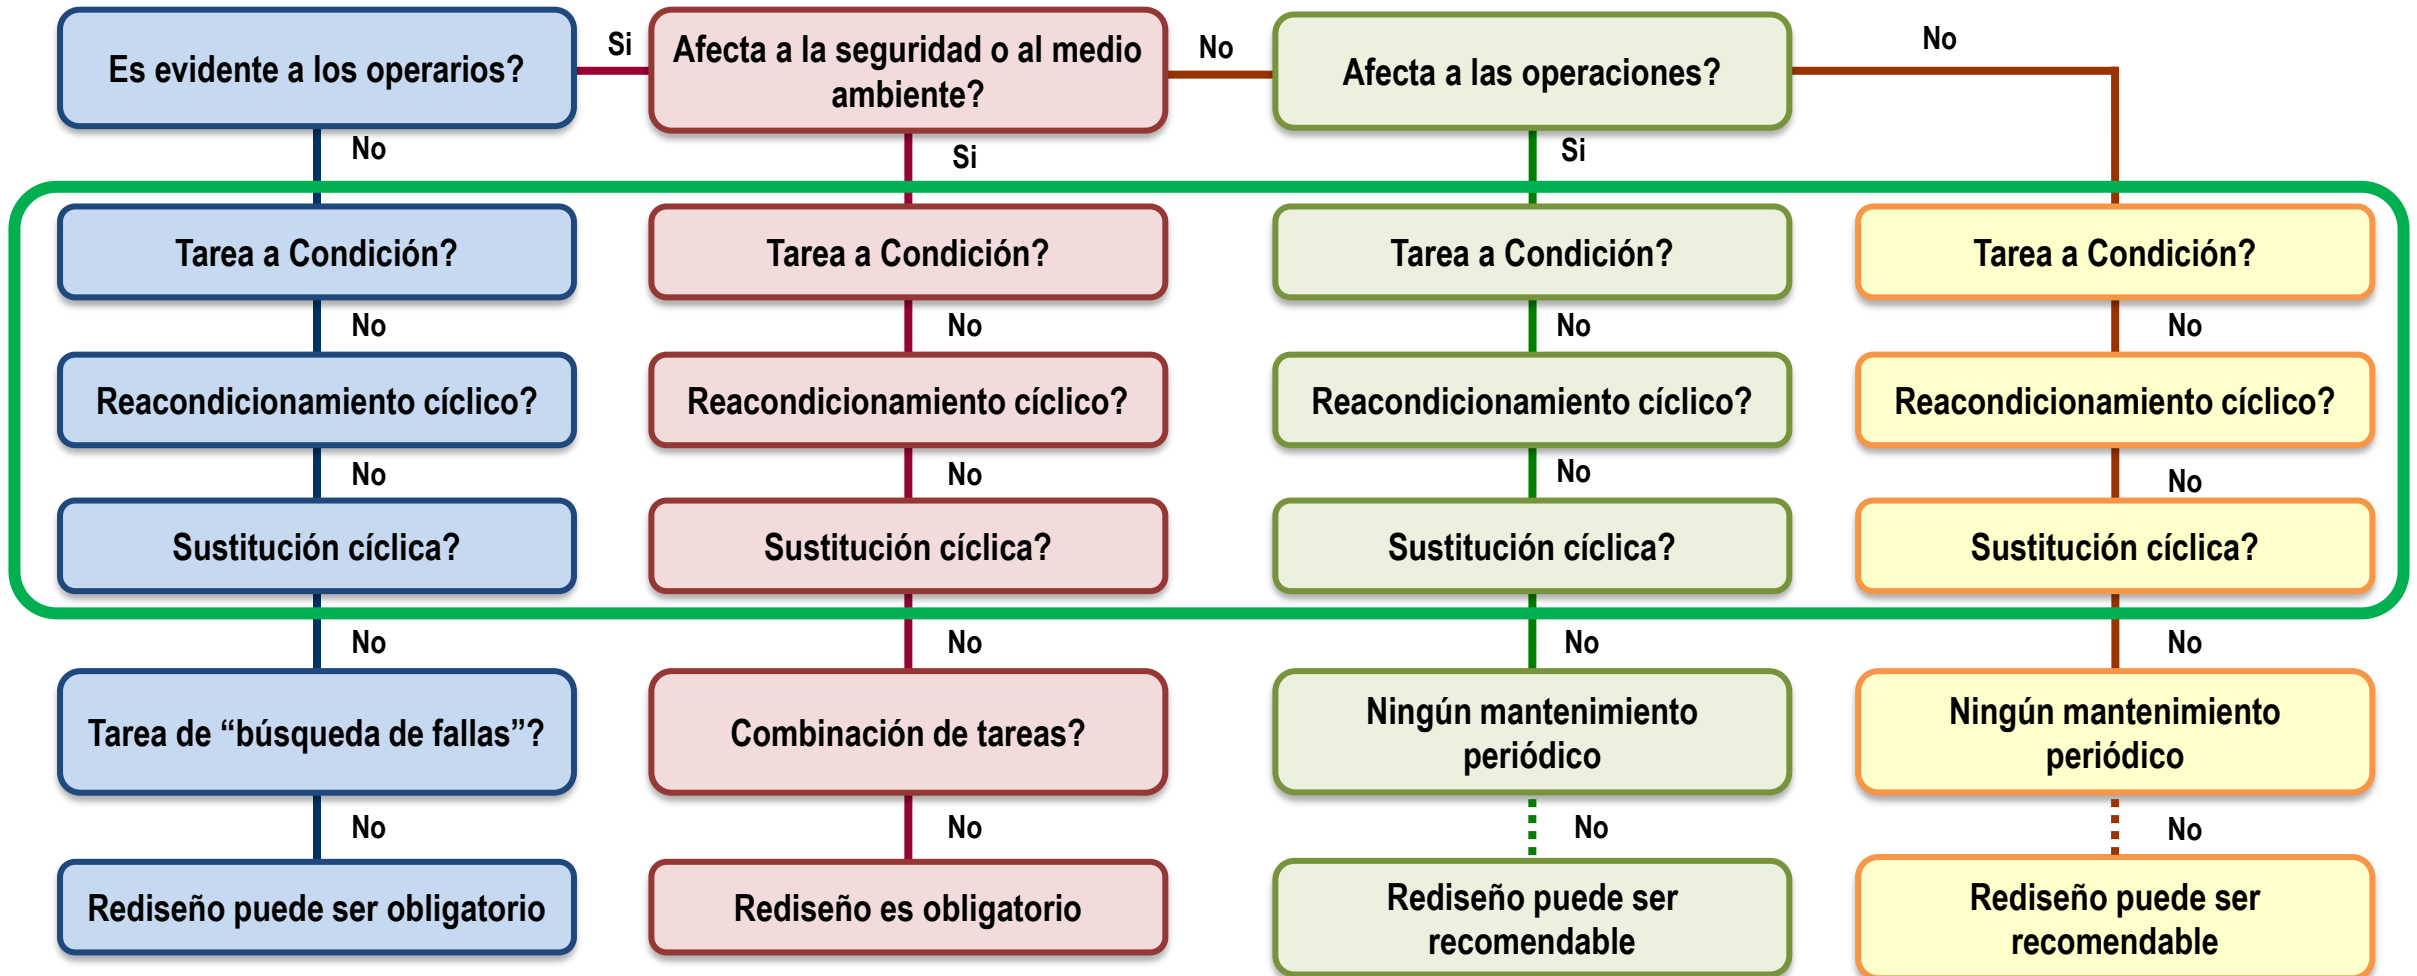 Es evidente a los operarios?
Si
Afecta a la seguridad o al medio
ambiente?
No
Afecta a las operaciones?
No
No
Si
Si
Tarea a Condición?
Tarea a Condición?
Tarea a Condición?
Tarea a Condición?
No
No
No
No
Reacondicionamiento cíclico?
Reacondicionamiento cíclico?
Reacondicionamiento cíclico?
Reacondicionamiento cíclico?
No
No
No
No
Sustitución cíclica?
Sustitución cíclica?
Sustitución cíclica?
Sustitución cíclica?
No
No
No
No
Tarea de “búsqueda de fallas”?
Combinación de tareas?
Ningún mantenimiento
periódico
Ningún mantenimiento
periódico
No
No
No
No
Rediseño puede ser obligatorio
Rediseño es obligatorio
Rediseño puede ser
recomendable
Rediseño puede ser
recomendable